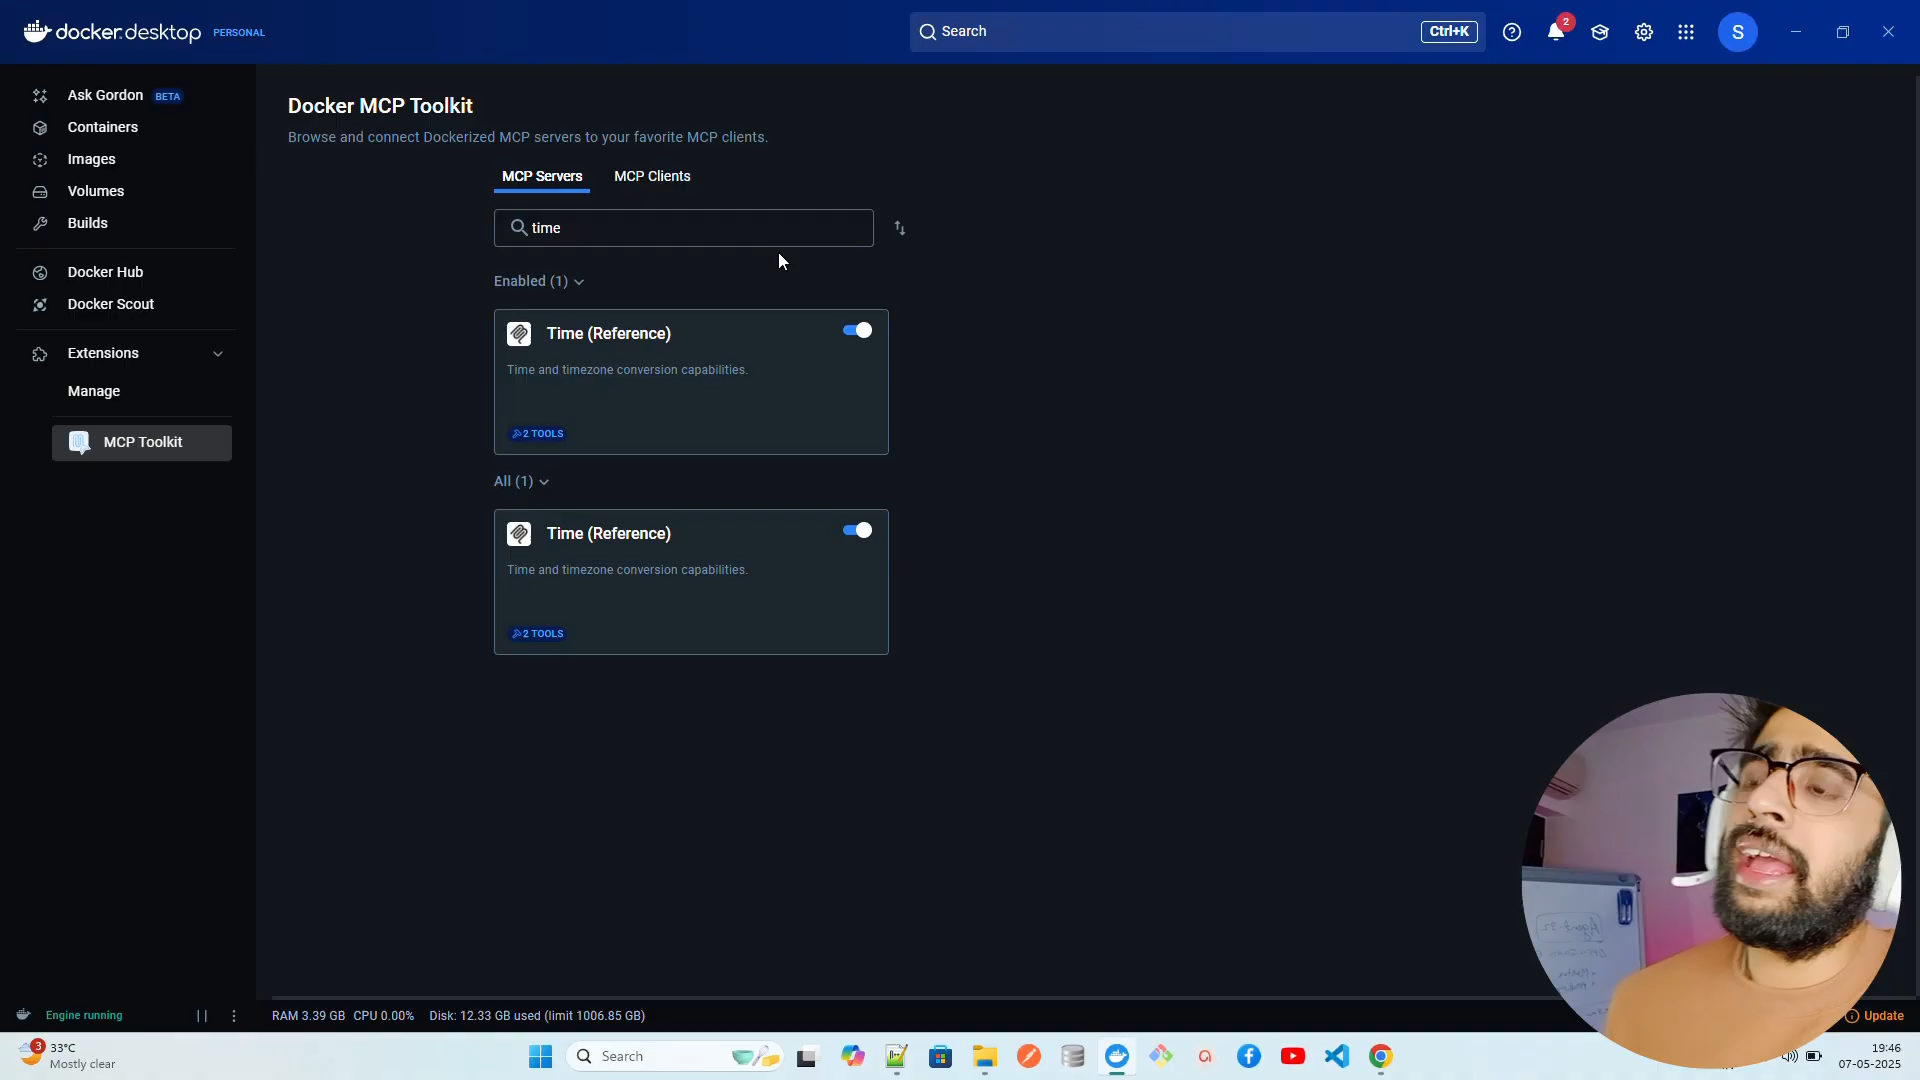 docker desktop PERSONAL
Search Ctrl+K
2
S
Ask Gordon BETA
Containers
Images
Volumes
Builds
Docker Hub
Docker Scout
Extensions
Manage
MCP Toolkit
Docker MCP Toolkit
Browse and connect Dockerized MCP servers to your favorite MCP clients.
MCP Servers MCP Clients
time
Enabled (1)
Time (Reference)
Time and timezone conversion capabilities.
2 TOOLS
All (1)
Time (Reference)
Time and timezone conversion capabilities.
2 TOOLS
Engine running
RAM 3.39 GB CPU 0.00% Disk: 12.33 GB used (limit 1006.85 GB)
Update
3
33°C
Mostly clear
Search
19:46
07-05-2025